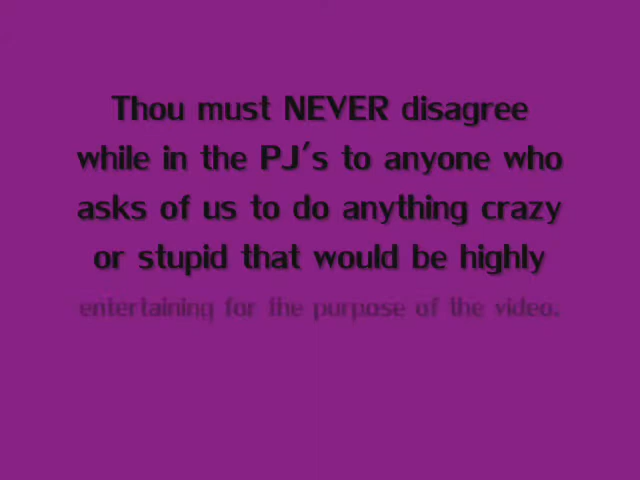 Thou must NEVER disagree
while in the PJ's to anyone who
asks of us to do anything crazy
or stupid that would be highly
entertaining for the purpose of the video.